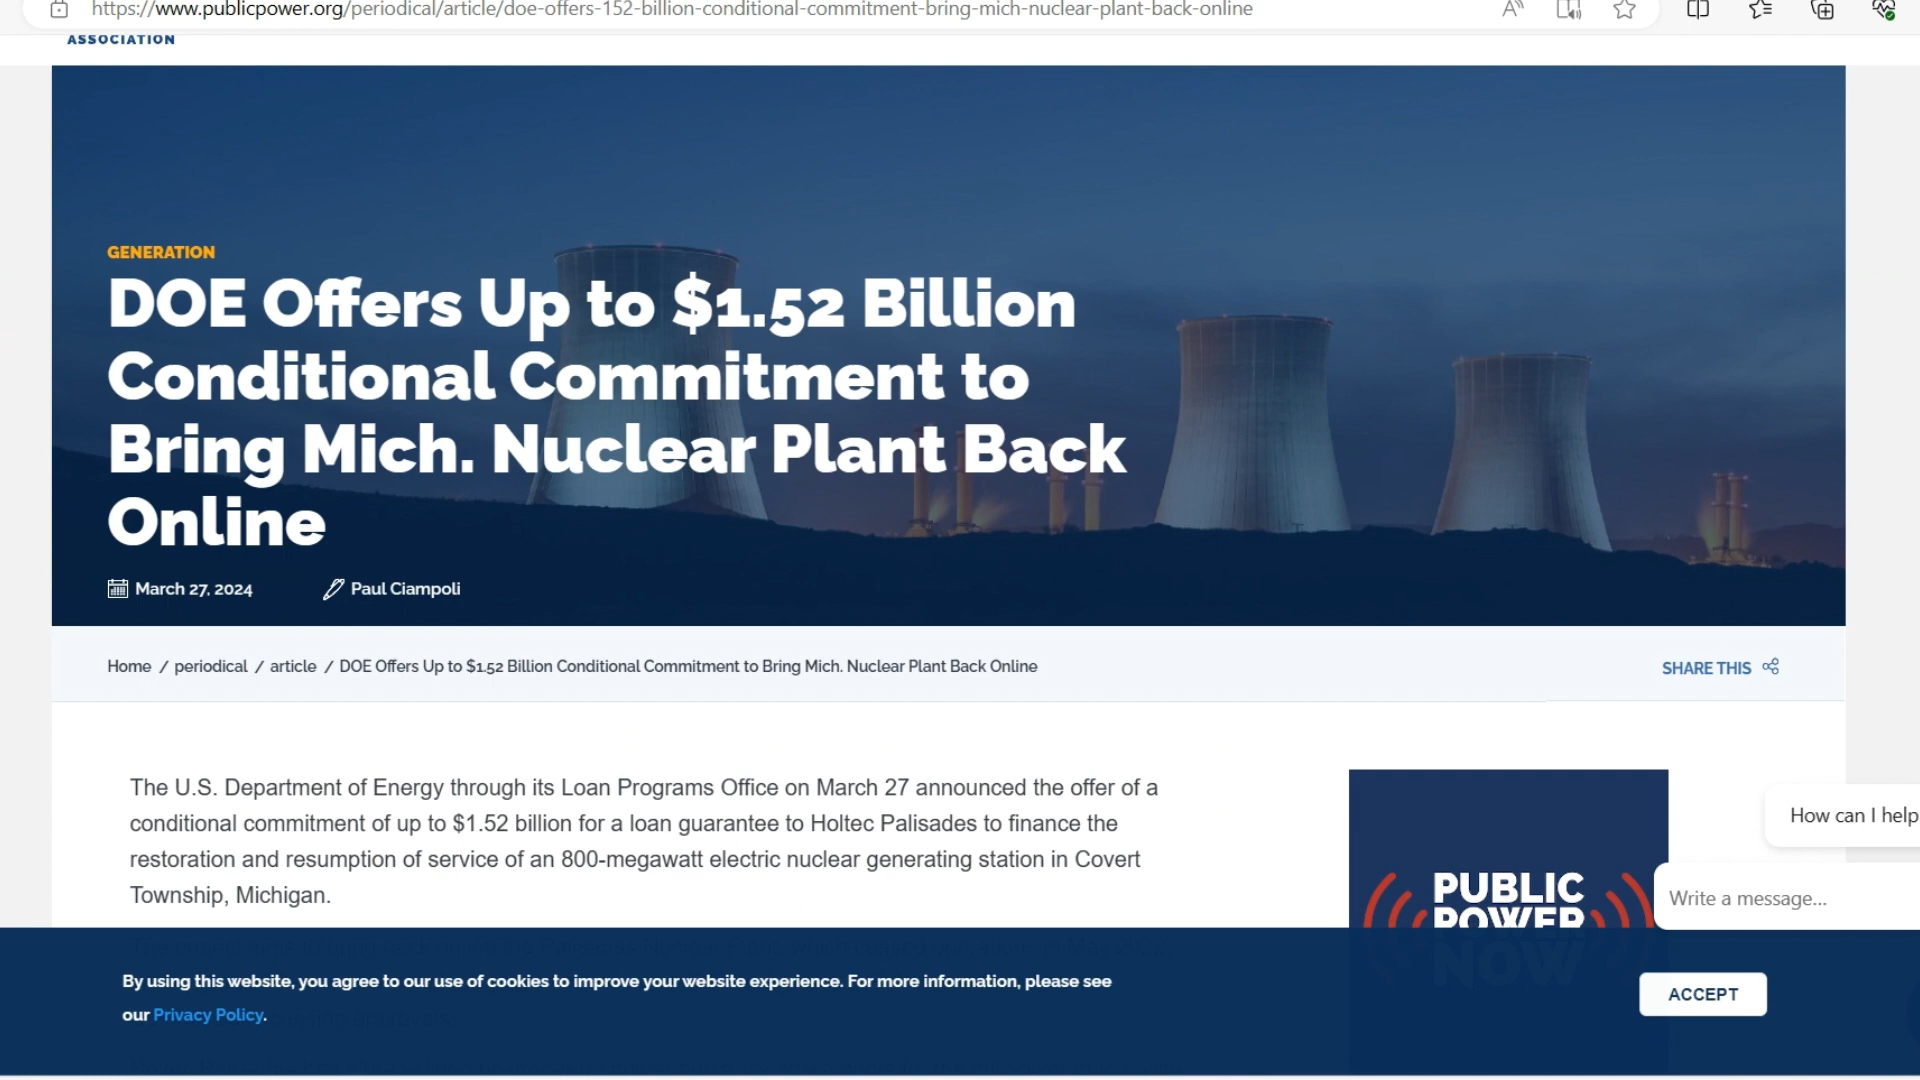 https://www.publicpower.org/periodical/article/doe-offers-152-billion-conditional-commitment-bring-mich-nuclear-plant-back-online
ASSOCIATION
GENERATION
DOE Offers Up to $1.52 Billion
Conditional Commitment to
Bring Mich. Nuclear Plant Back
Online
March 27, 2024 Paul Ciampoli
Home / periodical / article / DOE Offers Up to $1.52 Billion Conditional Commitment to Bring Mich. Nuclear Plant Back Online
SHARE THIS
The U.S. Department of Energy through its Loan Programs Office on March 27 announced the offer of a
conditional commitment of up to $1.52 billion for a loan guarantee to Holtec Palisades to finance the
restoration and resumption of service of an 800-megawatt electric nuclear generating station in Covert
Township, Michigan.
PUBLIC
POWER
NOW
How can I help
Write a message...
By using this website, you agree to our use of cookies to improve your website experience. For more information, please see
our Privacy Policy.
ACCEPT